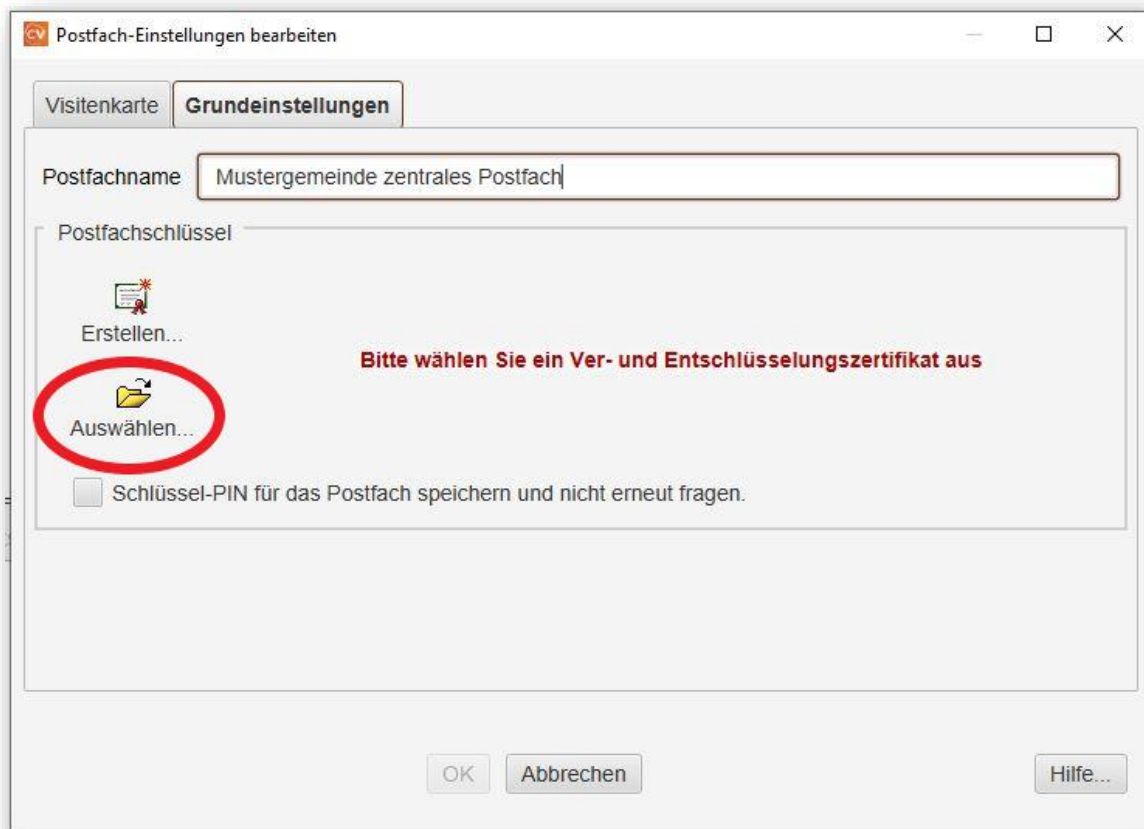 CV Postfach-Einstellungen bearbeiten
Visitenkarte Grundeinstellungen
Postfachname Mustergemeinde zentrales Postfach
Postfachschlüssel
Erstellen...
Bitte wählen Sie ein Ver- und Entschlüsselungszertifikat aus
Auswählen...
Schlüssel-PIN für das Postfach speichern und nicht erneut fragen.
OK Abbrechen Hilfe...